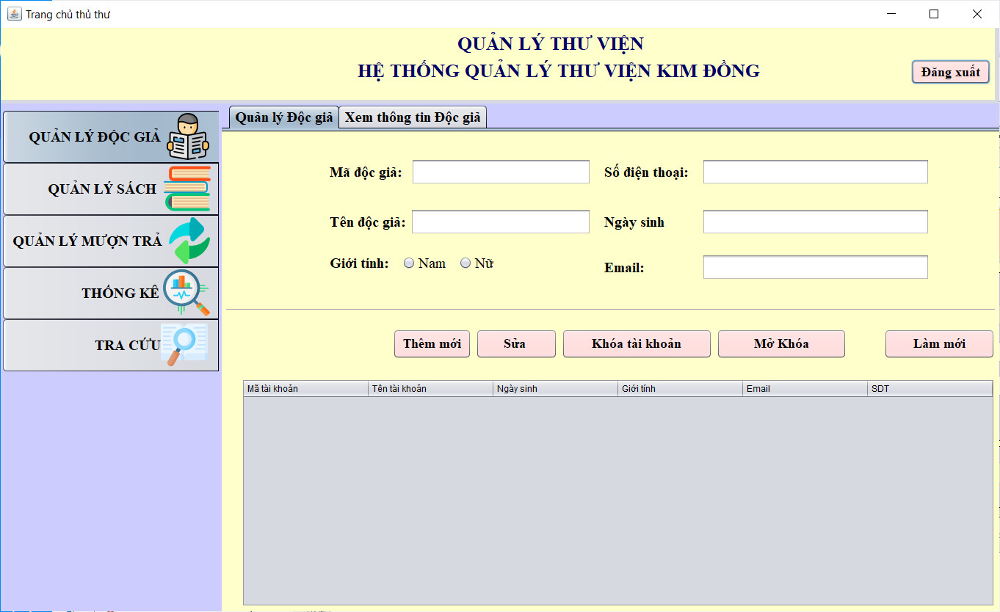 Trang chủ thủ thư
QUẢN LÝ THƯ VIỆN
HỆ THỐNG QUẢN LÝ THƯ VIỆN KIM ĐỒNG
Đăng xuất
QUẢN LÝ ĐỘC GIẢ
QUẢN LÝ SÁCH
QUẢN LÝ MƯỢN TRẢ
THỐNG KÊ
TRA CỨU
Quản lý Độc giả Xem thông tin Độc giả
Mã độc giả: Số điện thoại:
Tên độc giả: Ngày sinh
Giới tính: Nam Nữ Email:
Thêm mới Sửa Khóa tài khoản Mở Khóa Làm mới
Mã tài khoản Tên tài khoản Ngày sinh Giới tính Email SDT